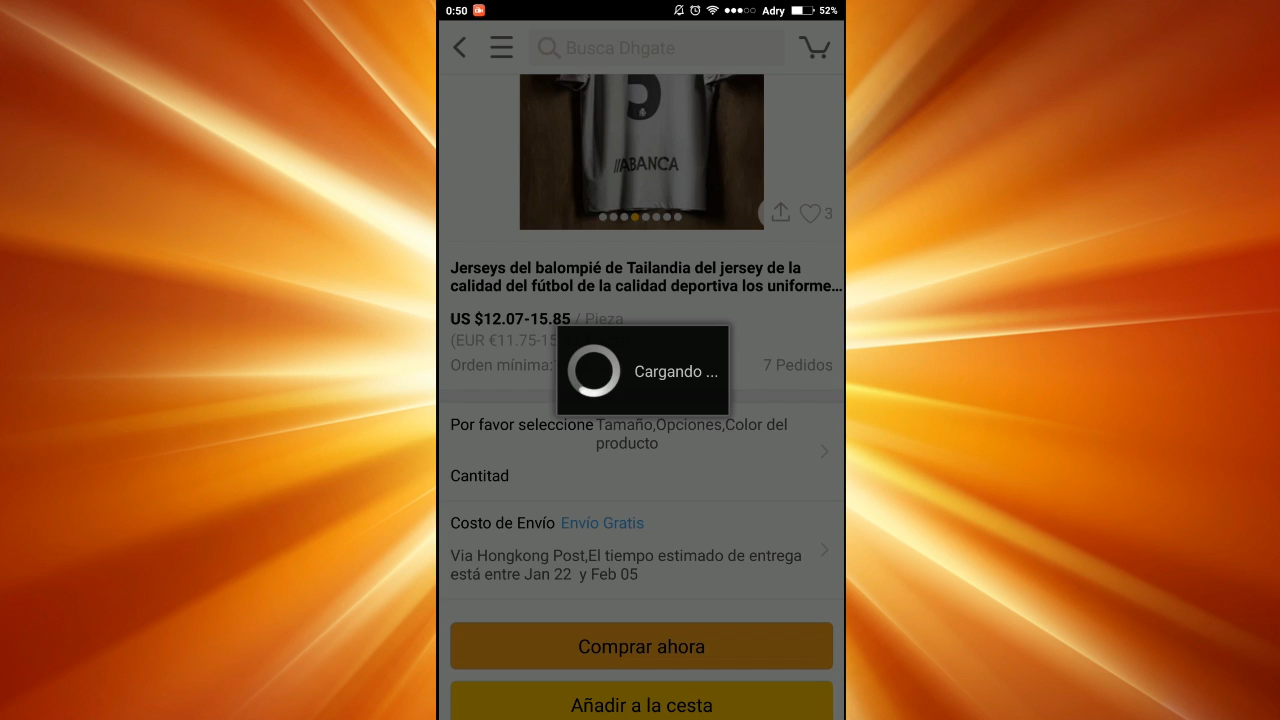 0:50
Adry
52%
Busca Dhgate
5
//ABANCA
3
Jerseys del balompié de Tailandia del jersey de la
calidad del fútbol de la calidad deportiva los uniforme...
US $12.07-15.85 / Pieza
(EUR €11.75-15
Orden mínima:
7 Pedidos
Cargando ...
Por favor seleccione Tamaño,Opciones,Color del
producto
Cantitad
Costo de Envío Envío Gratis
Via Hongkong Post,El tiempo estimado de entrega
está entre Jan 22 y Feb 05
Comprar ahora
Añadir a la cesta